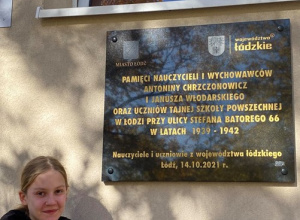 MIASTO ŁÓDŹ
województwo
łódzkie
PAMIĘCI NAUCZYCIELI I WYCHOWAWCÓW
ANTONINY CHRZCZONOWICZ
I JANUSZA WŁODARSKIEGO
ORAZ UCZNIÓW TAJNEJ SZKOŁY POWSZECHNEJ
W ŁODZI PRZY ULICY STEFANA BATOREGO 66
W LATACH 1939 - 1942
Nauczyciele i uczniowie z województwa łódzkiego
Łódź, 14.10.2021 r.